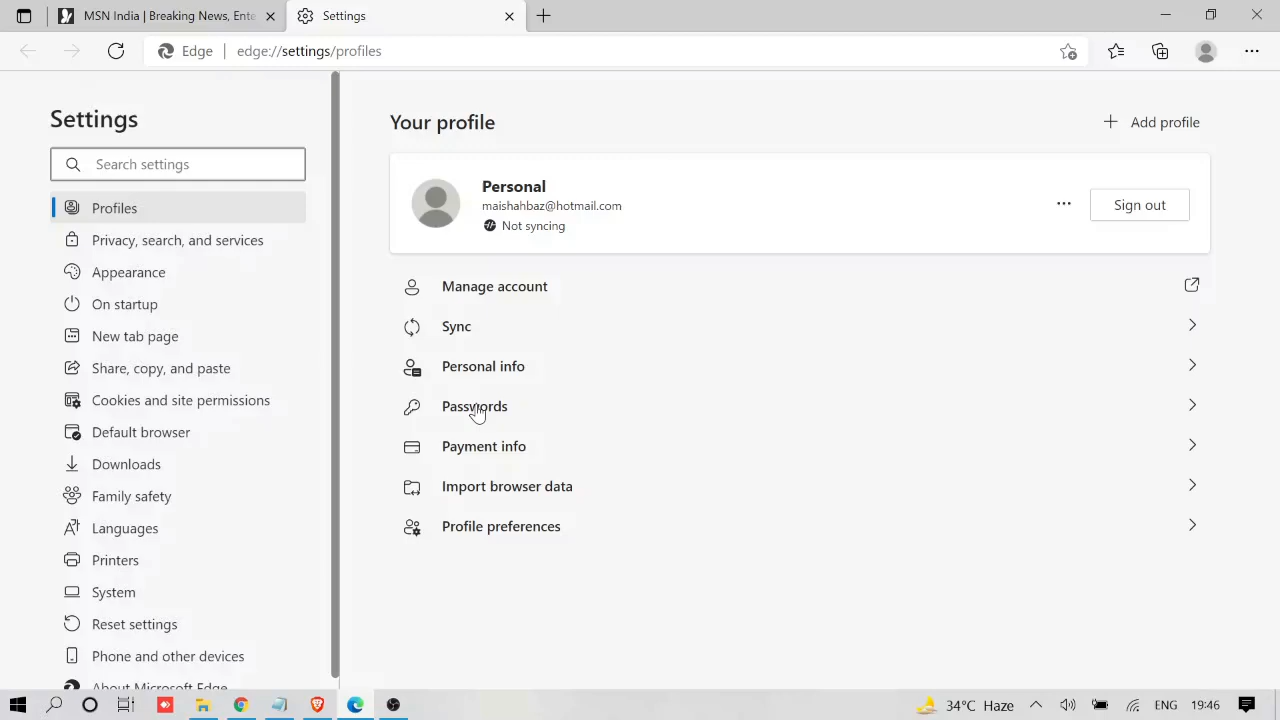 MSN India | Breaking News, Ente
Settings
Edge | edge://settings/profiles
Settings
Search settings
Profiles
Privacy, search, and services
Appearance
On startup
New tab page
Share, copy, and paste
Cookies and site permissions
Default browser
Downloads
Family safety
Languages
Printers
System
Reset settings
Phone and other devices
About Microsoft Edge
Your profile
Add profile
Personal
maishahbaz@hotmail.com
Not syncing
Sign out
Manage account
Sync
Personal info
Passwords
Payment info
Import browser data
Profile preferences
34°C Haze
ENG
19:46